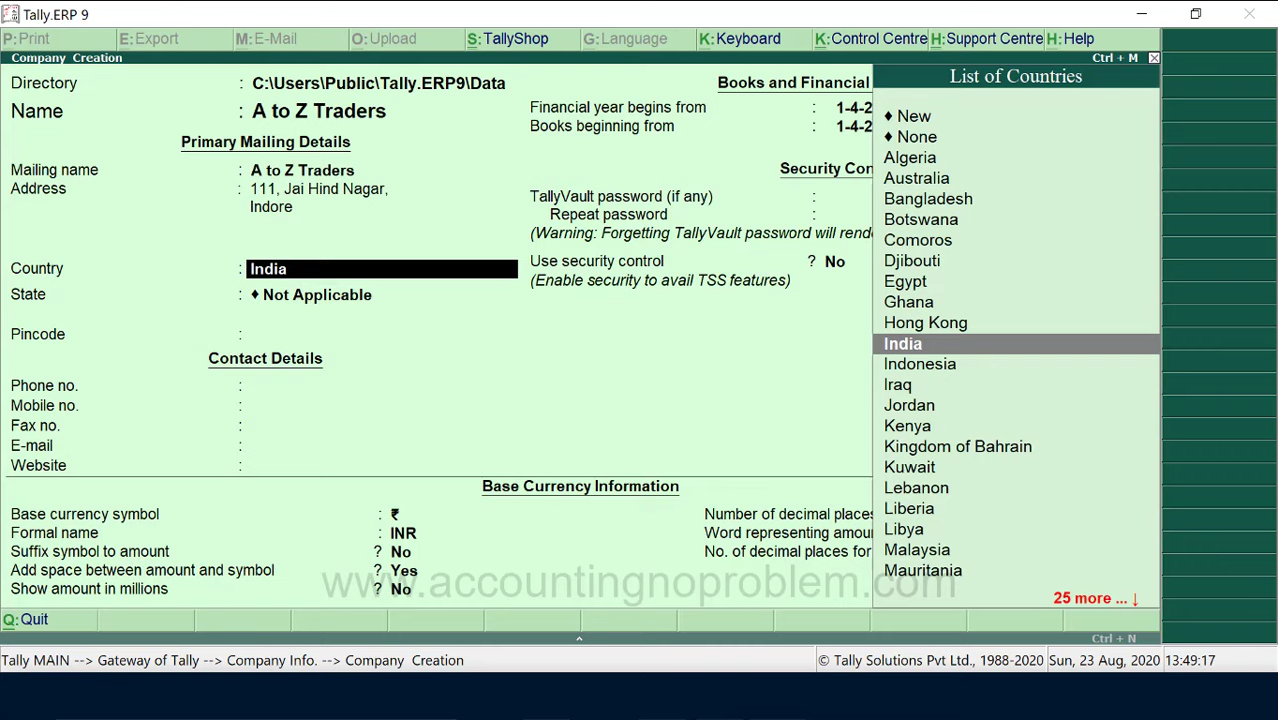 Tally.ERP 9
P:Print E:Export M:E-Mail O:Upload S:TallyShop G:Language K:Keyboard K:Control Centre H:Support Centre H:Help
Company Creation Ctrl + M
Directory : C:\Users\Public\Tally.ERP9\Data
Name : A to Z Traders
Primary Mailing Details
Mailing name : A to Z Traders
Address : 111, Jai Hind Nagar,
Indore
Country : India
State : ♦ Not Applicable
Pincode :
Contact Details
Phone no. :
Mobile no. :
Fax no. :
E-mail :
Website :
Books and Financial
Financial year begins from : 1-4-2
Books beginning from : 1-4-2
Security Con
TallyVault password (if any) :
Repeat password :
(Warning: Forgetting TallyVault password will rende
Use security control ? No
(Enable security to avail TSS features)
Base Currency Information
Base currency symbol : ₹
Formal name : INR
Suffix symbol to amount ? No
Add space between amount and symbol ? Yes
Show amount in millions ? No
Number of decimal places
Word representing amou
No. of decimal places for
www.accountingnoproblem.com
List of Countries
♦ New
♦ None
Algeria
Australia
Bangladesh
Botswana
Comoros
Djibouti
Egypt
Ghana
Hong Kong
India
Indonesia
Iraq
Jordan
Kenya
Kingdom of Bahrain
Kuwait
Lebanon
Liberia
Libya
Malaysia
Mauritania
25 more ... ↓
Q:Quit
Ctrl + N
Tally MAIN --> Gateway of Tally --> Company Info. --> Company Creation © Tally Solutions Pvt Ltd., 1988-2020 Sun, 23 Aug, 2020 13:49:17